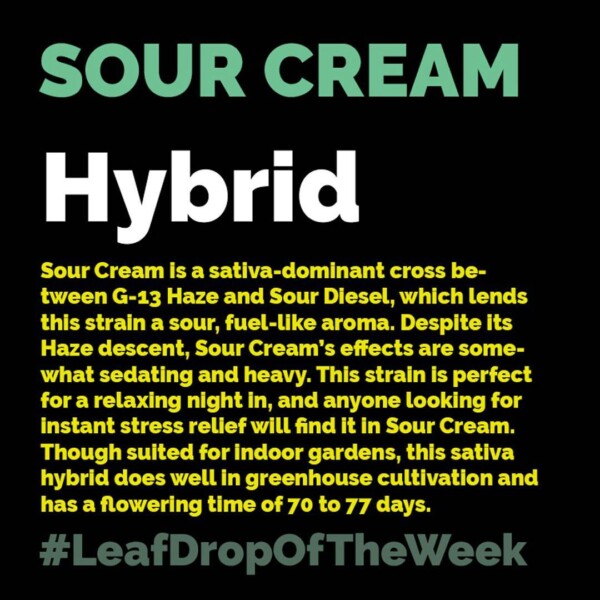 SOUR CREAM
Hybrid
Sour Cream is a sativa-dominant cross be-
tween G-13 Haze and Sour Diesel, which lends
this strain a sour, fuel-like aroma. Despite its
Haze descent, Sour Cream's effects are some-
what sedating and heavy. This strain is perfect
for a relaxing night in, and anyone looking for
instant stress relief will find it in Sour Cream.
Though suited for indoor gardens, this sativa
hybrid does well in greenhouse cultivation and
has a flowering time of 70 to 77 days.
#LeafDropOfTheWeek